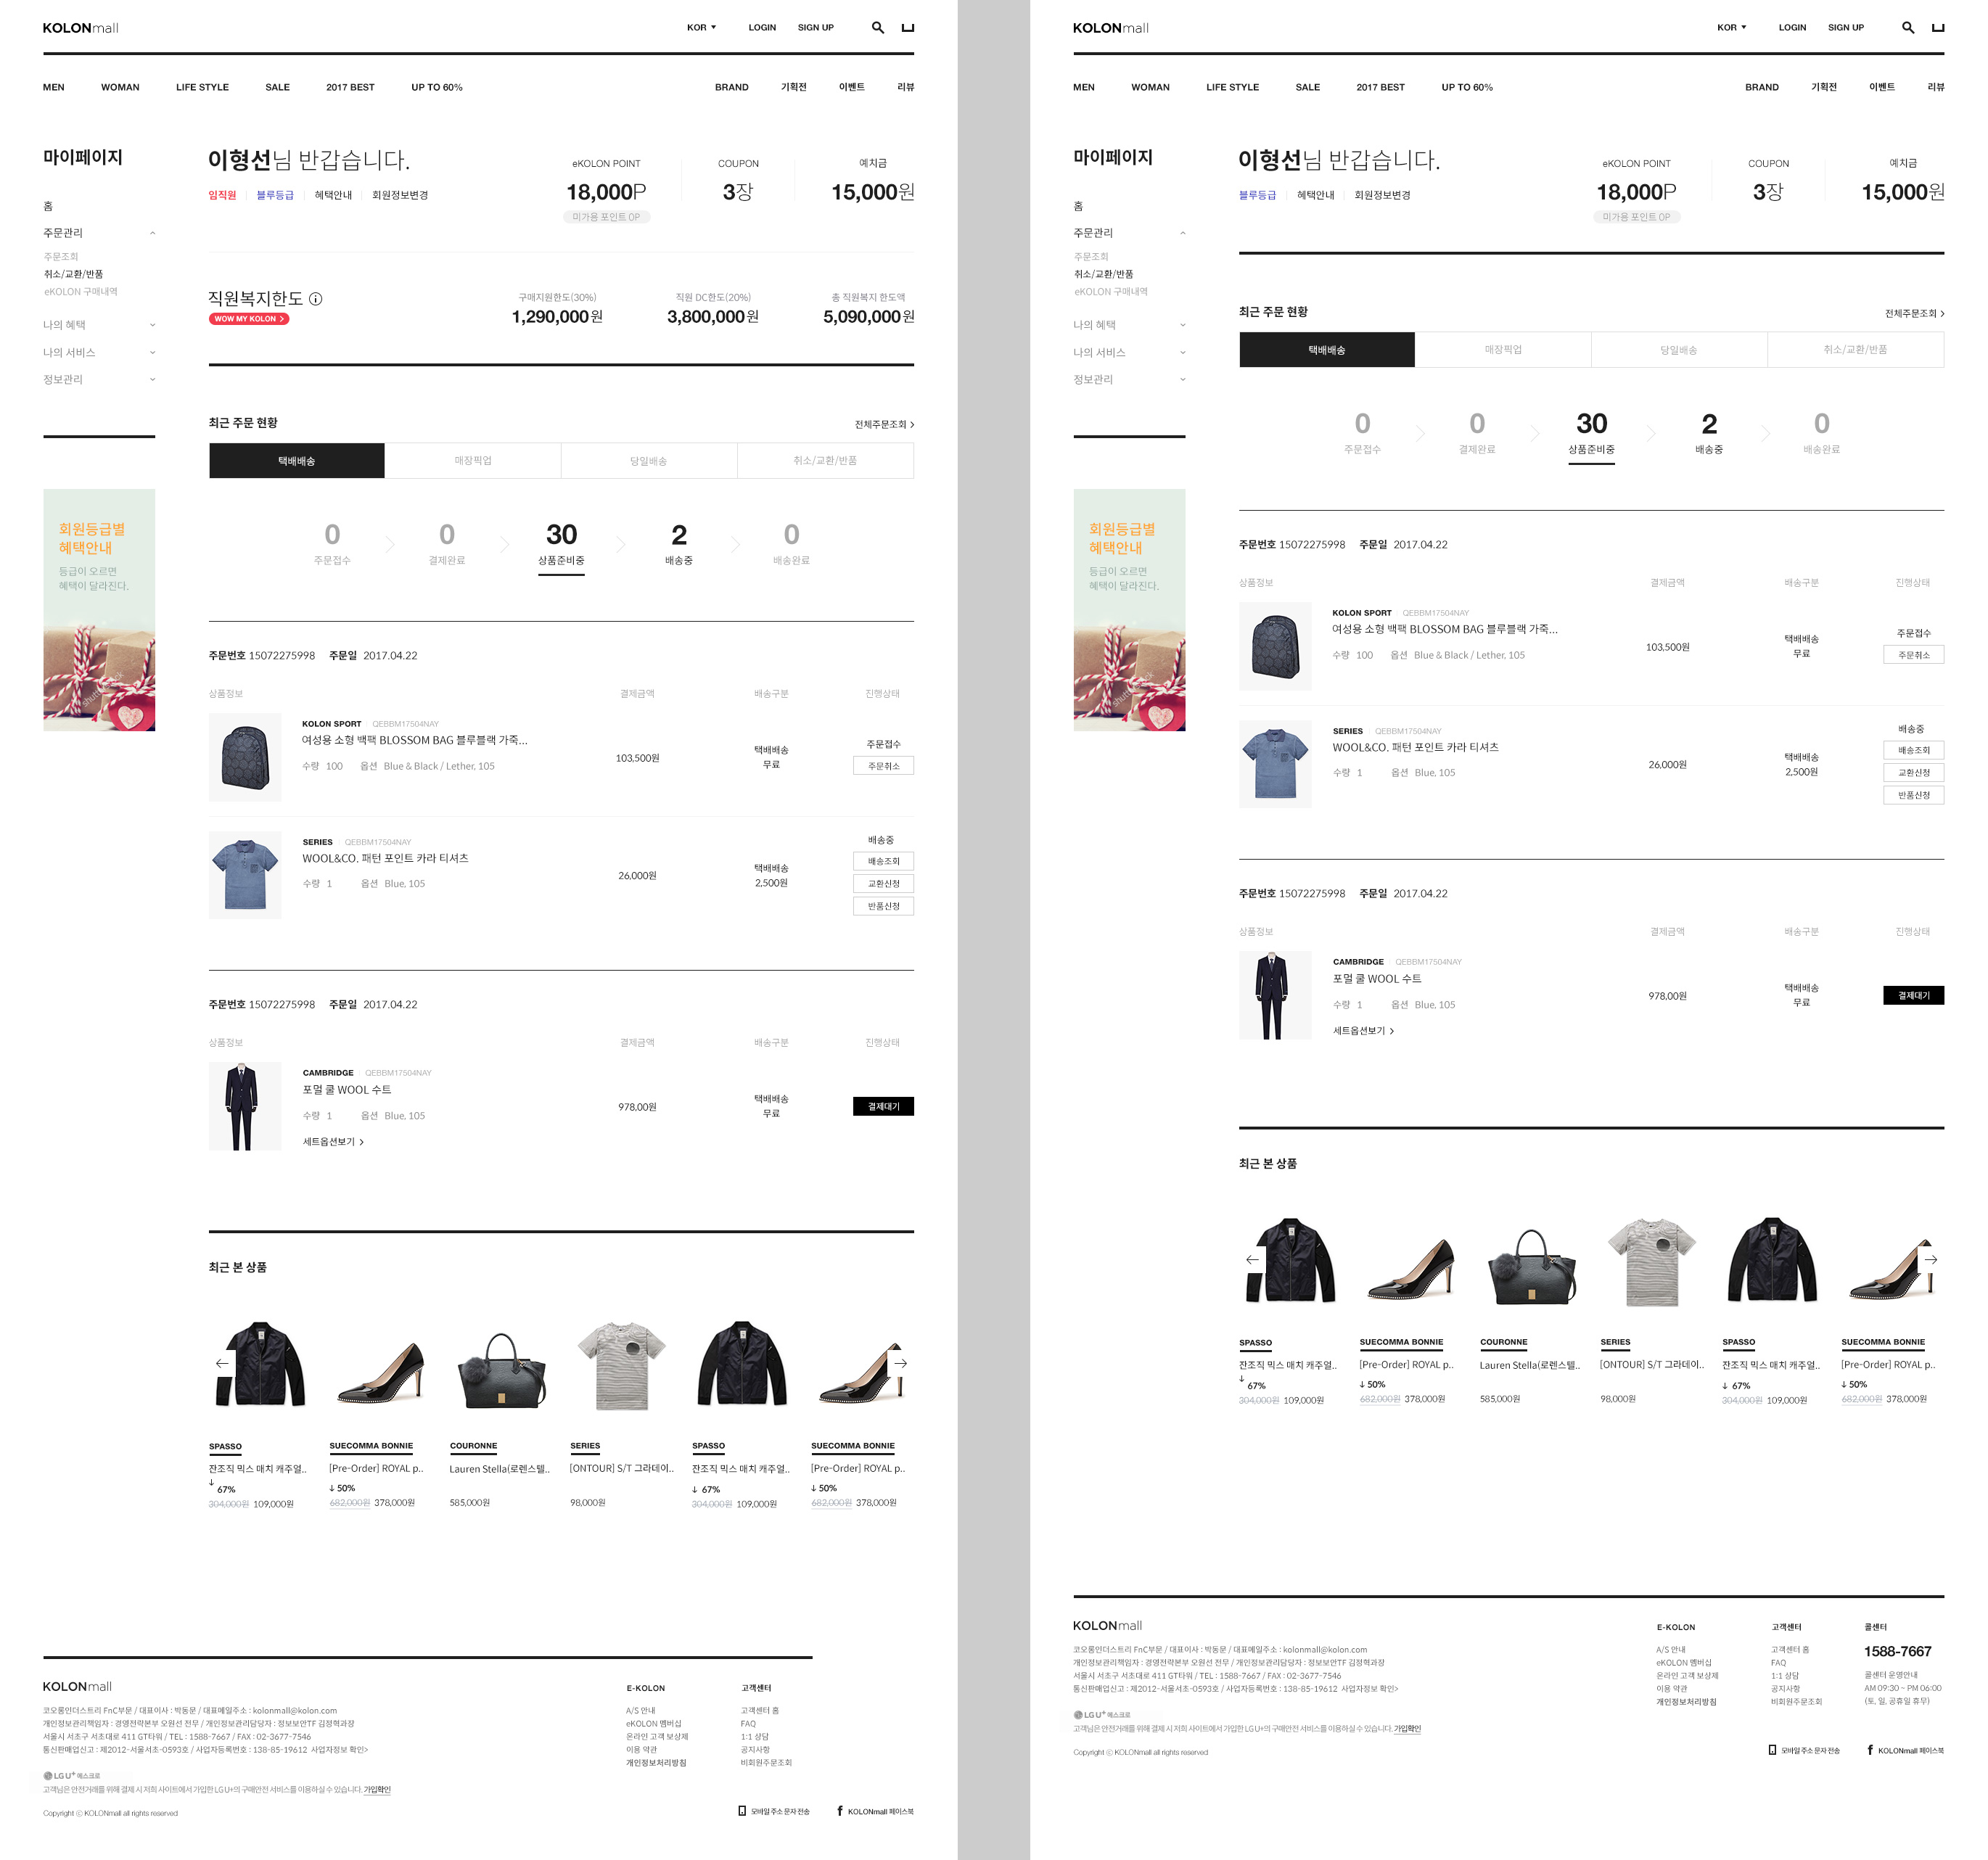 KOLONmall
KOR ▼ LOGIN SIGN UP
MEN WOMAN LIFE STYLE SALE 2017 BEST UP TO 60% BRAND 기획전 이벤트 리뷰
마이페이지
홈
주문관리
주문조회
취소/교환/반품
eKOLON 구매내역
나의 혜택
나의 서비스
정보관리
회원등급별
혜택안내
등급이 오르면
혜택이 달라진다.
shutterstock
이형선님 반갑습니다.
임직원 블루등급 혜택안내 회원정보변경
eKOLON POINT COUPON 예치금
18,000P 3장 15,000원
미가용 포인트 0P
직원복지한도
WOW MY KOLON >
구매지원한도(30%) 직원 DC한도(20%) 총 직원복지 한도액
1,290,000원 3,800,000원 5,090,000원
최근 주문 현황 전체주문조회 >
택배배송 매장픽업 당일배송 취소/교환/반품
0 0 30 2 0
주문접수 결제완료 상품준비중 배송중 배송완료
주문번호 15072275998 주문일 2017.04.22
상품정보 결제금액 배송구분 진행상태
KOLON SPORT QEBBM17504NAY
여성용 소형 백팩 BLOSSOM BAG 블루블랙 가죽...
수량 100 옵션 Blue & Black / Lether, 105
103,500원
택배배송
무료
주문접수
주문취소
SERIES QEBBM17504NAY
WOOL&CO. 패턴 포인트 카라 티셔츠
수량 1 옵션 Blue, 105
26,000원
택배배송
2,500원
배송중
배송조회
교환신청
반품신청
주문번호 15072275998 주문일 2017.04.22
상품정보 결제금액 배송구분 진행상태
CAMBRIDGE QEBBM17504NAY
포멀 쿨 WOOL 수트
수량 1 옵션 Blue, 105
세트옵션보기 >
978,00원
택배배송
무료
결제대기
최근 본 상품
SPASSO SUECOMMA BONNIE COURONNE SERIES SPASSO SUECOMMA BONNIE
잔조직 믹스 매치 캐주얼.. [Pre-Order] ROYAL p.. Lauren Stella(로렌스텔.. [ONTOUR] S/T 그라데이.. 잔조직 믹스 매치 캐주얼.. [Pre-Order] ROYAL p..
↓ 67% ↓ 50% ↓ 67% ↓ 50%
304,000원 109,000원 682,000원 378,000원 585,000원 98,000원 304,000원 109,000원 682,000원 378,000원
KOLONmall
코오롱인더스트리 FnC부문 / 대표이사 : 박동문 / 대표메일주소 : kolonmall@kolon.com
개인정보관리책임자 : 경영전략본부 오원선 전무 / 개인정보관리담당자 : 정보보안TF 김정혁과장
서울시 서초구 서초대로 411 GT타워 / TEL : 1588-7667 / FAX : 02-3677-7546
통신판매업신고 : 제2012-서울서초-0593호 / 사업자등록번호 : 138-85-19612 사업자정보 확인>
LGU+ 에스크로
고객님은 안전거래를 위해 결제 시 저희 사이트에서 가입한 LGU+의 구매안전 서비스를 이용하실 수 있습니다. 가입확인
Copyright ⓒ KOLONmall all rights reserved
E-KOLON
A/S 안내
eKOLON 멤버십
온라인 고객 보상제
이용 약관
개인정보처리방침
고객센터
고객센터 홈
FAQ
1:1 상담
공지사항
비회원주문조회
모바일주소 문자 전송 KOLONmall 페이스북
KOLONmall
KOR ▼ LOGIN SIGN UP
MEN WOMAN LIFE STYLE SALE 2017 BEST UP TO 60% BRAND 기획전 이벤트 리뷰
마이페이지
홈
주문관리
주문조회
취소/교환/반품
eKOLON 구매내역
나의 혜택
나의 서비스
정보관리
회원등급별
혜택안내
등급이 오르면
혜택이 달라진다.
shutterstock
이형선님 반갑습니다.
블루등급 혜택안내 회원정보변경
eKOLON POINT COUPON 예치금
18,000P 3장 15,000원
미가용 포인트 0P
최근 주문 현황 전체주문조회 >
택배배송 매장픽업 당일배송 취소/교환/반품
0 0 30 2 0
주문접수 결제완료 상품준비중 배송중 배송완료
주문번호 15072275998 주문일 2017.04.22
상품정보 결제금액 배송구분 진행상태
KOLON SPORT QEBBM17504NAY
여성용 소형 백팩 BLOSSOM BAG 블루블랙 가죽...
수량 100 옵션 Blue & Black / Lether, 105
103,500원
택배배송
무료
주문접수
주문취소
SERIES QEBBM17504NAY
WOOL&CO. 패턴 포인트 카라 티셔츠
수량 1 옵션 Blue, 105
26,000원
택배배송
2,500원
배송중
배송조회
교환신청
반품신청
주문번호 15072275998 주문일 2017.04.22
상품정보 결제금액 배송구분 진행상태
CAMBRIDGE QEBBM17504NAY
포멀 쿨 WOOL 수트
수량 1 옵션 Blue, 105
세트옵션보기 >
978,00원
택배배송
무료
결제대기
최근 본 상품
SPASSO SUECOMMA BONNIE COURONNE SERIES SPASSO SUECOMMA BONNIE
잔조직 믹스 매치 캐주얼.. [Pre-Order] ROYAL p.. Lauren Stella(로렌스텔.. [ONTOUR] S/T 그라데이.. 잔조직 믹스 매치 캐주얼.. [Pre-Order] ROYAL p..
↓ 67% ↓ 50% ↓ 67% ↓ 50%
304,000원 109,000원 682,000원 378,000원 585,000원 98,000원 304,000원 109,000원 682,000원 378,000원
KOLONmall
코오롱인더스트리 FnC부문 / 대표이사 : 박동문 / 대표메일주소 : kolonmall@kolon.com
개인정보관리책임자 : 경영전략본부 오원선 전무 / 개인정보관리담당자 : 정보보안TF 김정혁과장
서울시 서초구 서초대로 411 GT타워 / TEL : 1588-7667 / FAX : 02-3677-7546
통신판매업신고 : 제2012-서울서초-0593호 / 사업자등록번호 : 138-85-19612 사업자정보 확인>
LGU+ 에스크로
고객님은 안전거래를 위해 결제 시 저희 사이트에서 가입한 LGU+의 구매안전 서비스를 이용하실 수 있습니다. 가입확인
Copyright ⓒ KOLONmall all rights reserved
E-KOLON
A/S 안내
eKOLON 멤버십
온라인 고객 보상제
이용 약관
개인정보처리방침
고객센터
고객센터 홈
FAQ
1:1 상담
공지사항
비회원주문조회
콜센터
1588-7667
콜센터 운영안내
AM 09:30 ~ PM 06:00
(토, 일, 공휴일 휴무)
모바일주소 문자 전송 KOLONmall 페이스북